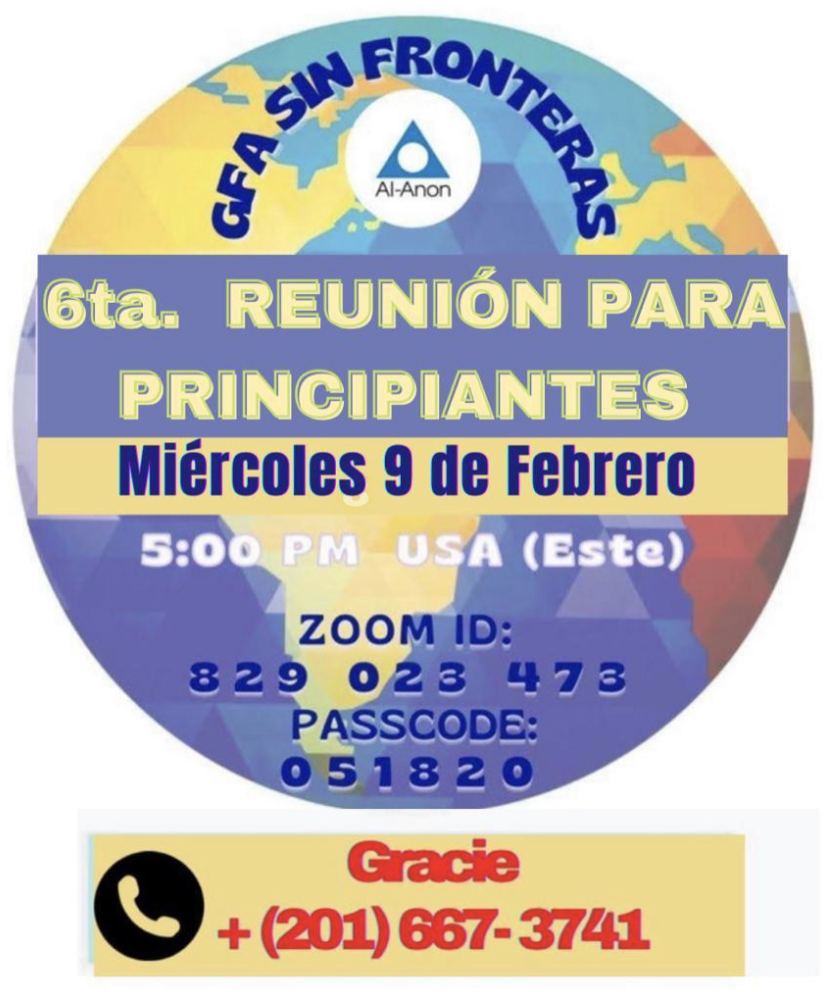 GFA SIN FRONTERAS
Al-Anon
6ta. REUNIÓN PARA
PRINCIPIANTES
Miércoles 9 de Febrero
5:00 PM USA (Este)
ZOOM ID:
829 023 473
PASSCODE:
051820
Gracie
+ (201) 667- 3741